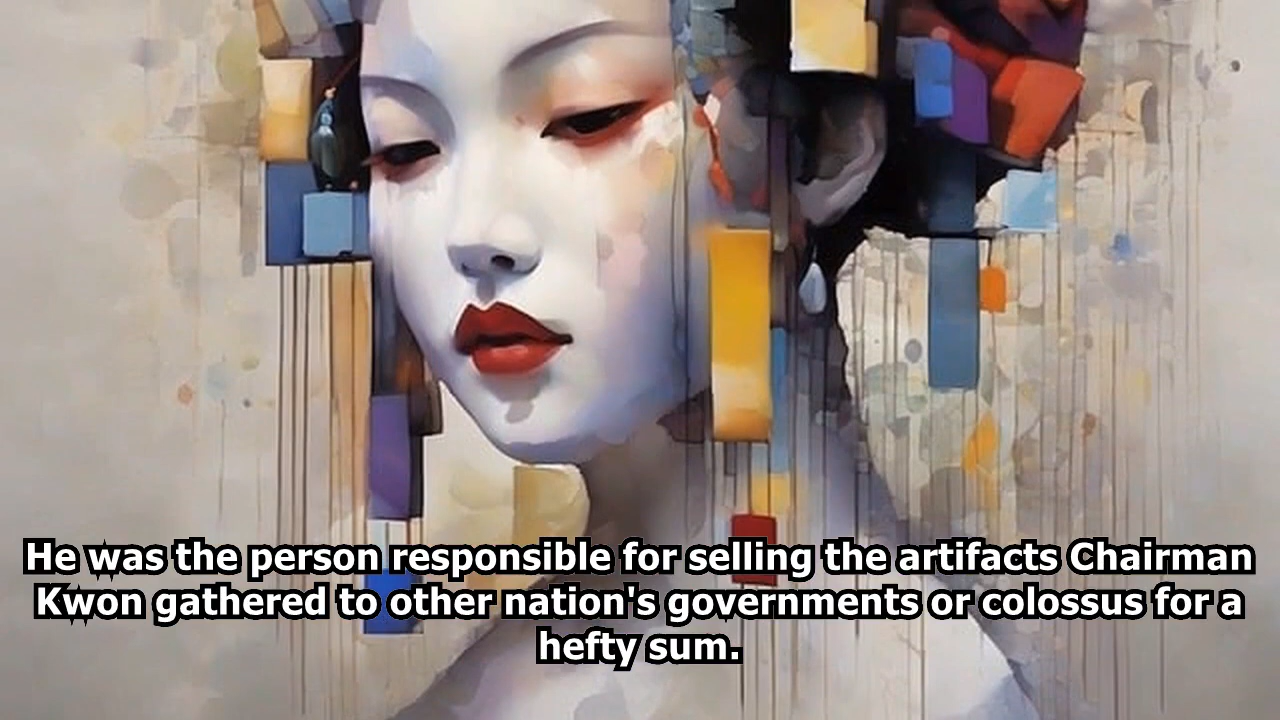 He was the person responsible for selling the artifacts Chairman
Kwon gathered to other nation's governments or colossus for a
hefty sum.